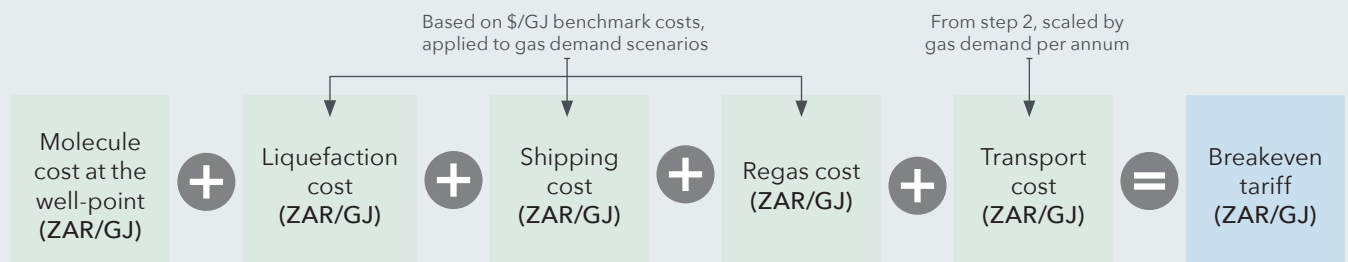 Based on $/GJ benchmark costs,
applied to gas demand scenarios
From step 2, scaled by
gas demand per annum
Molecule
cost at the
well-point
(ZAR/GJ)
+
Liquefaction
cost
(ZAR/GJ)
+
Shipping
cost
(ZAR/GJ)
+
Regas cost
(ZAR/GJ)
+
Transport
cost
(ZAR/GJ)
=
Breakeven
tariff
(ZAR/GJ)